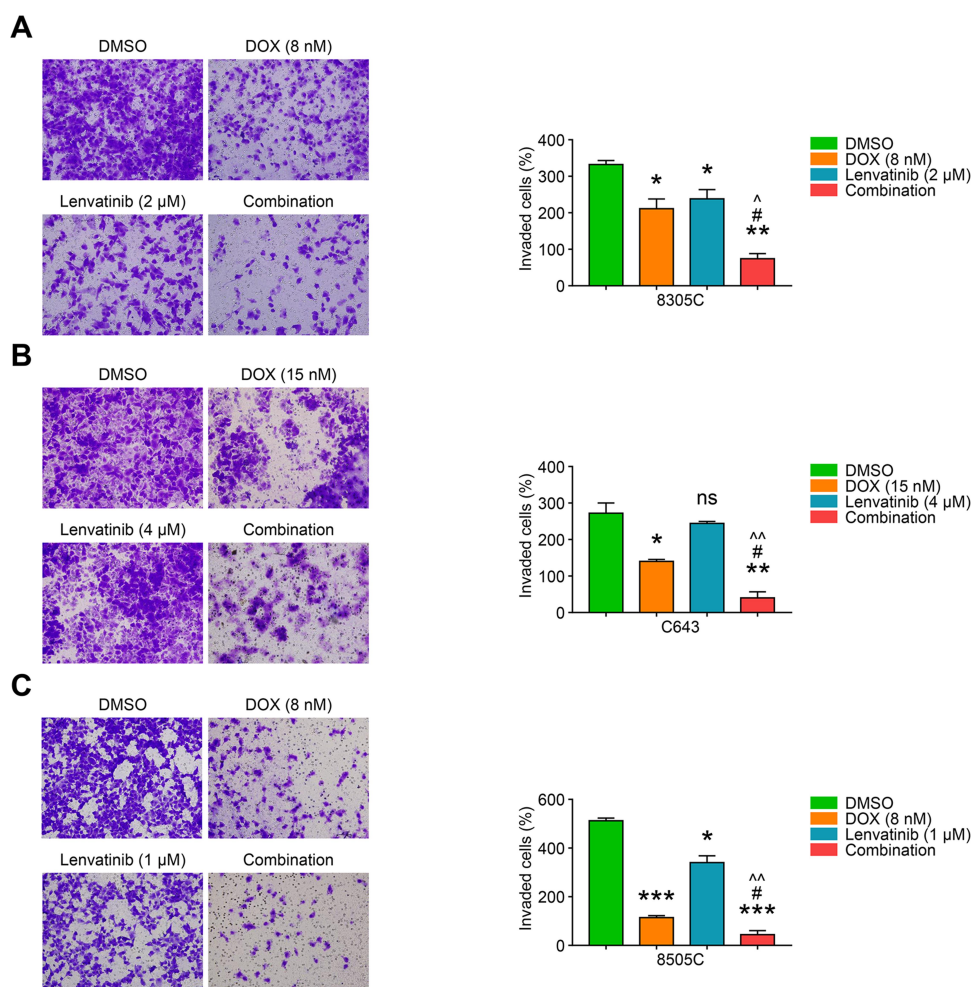 A
DMSO
DOX (8 nM)
Lenvatinib (2 µM)
Combination
Invaded cells (%)
400
300
200
100
0
*
*
^
#
**
8305C
DMSO
DOX (8 nM)
Lenvatinib (2 µM)
Combination
B
DMSO
DOX (15 nM)
Lenvatinib (4 µM)
Combination
Invaded cells (%)
400
300
200
100
0
*
ns
^^
#
**
C643
DMSO
DOX (15 nM)
Lenvatinib (4 µM)
Combination
C
DMSO
DOX (8 nM)
Lenvatinib (1 µM)
Combination
Invaded cells (%)
600
400
200
0
***
*
^^
#
***
8505C
DMSO
DOX (8 nM)
Lenvatinib (1 µM)
Combination